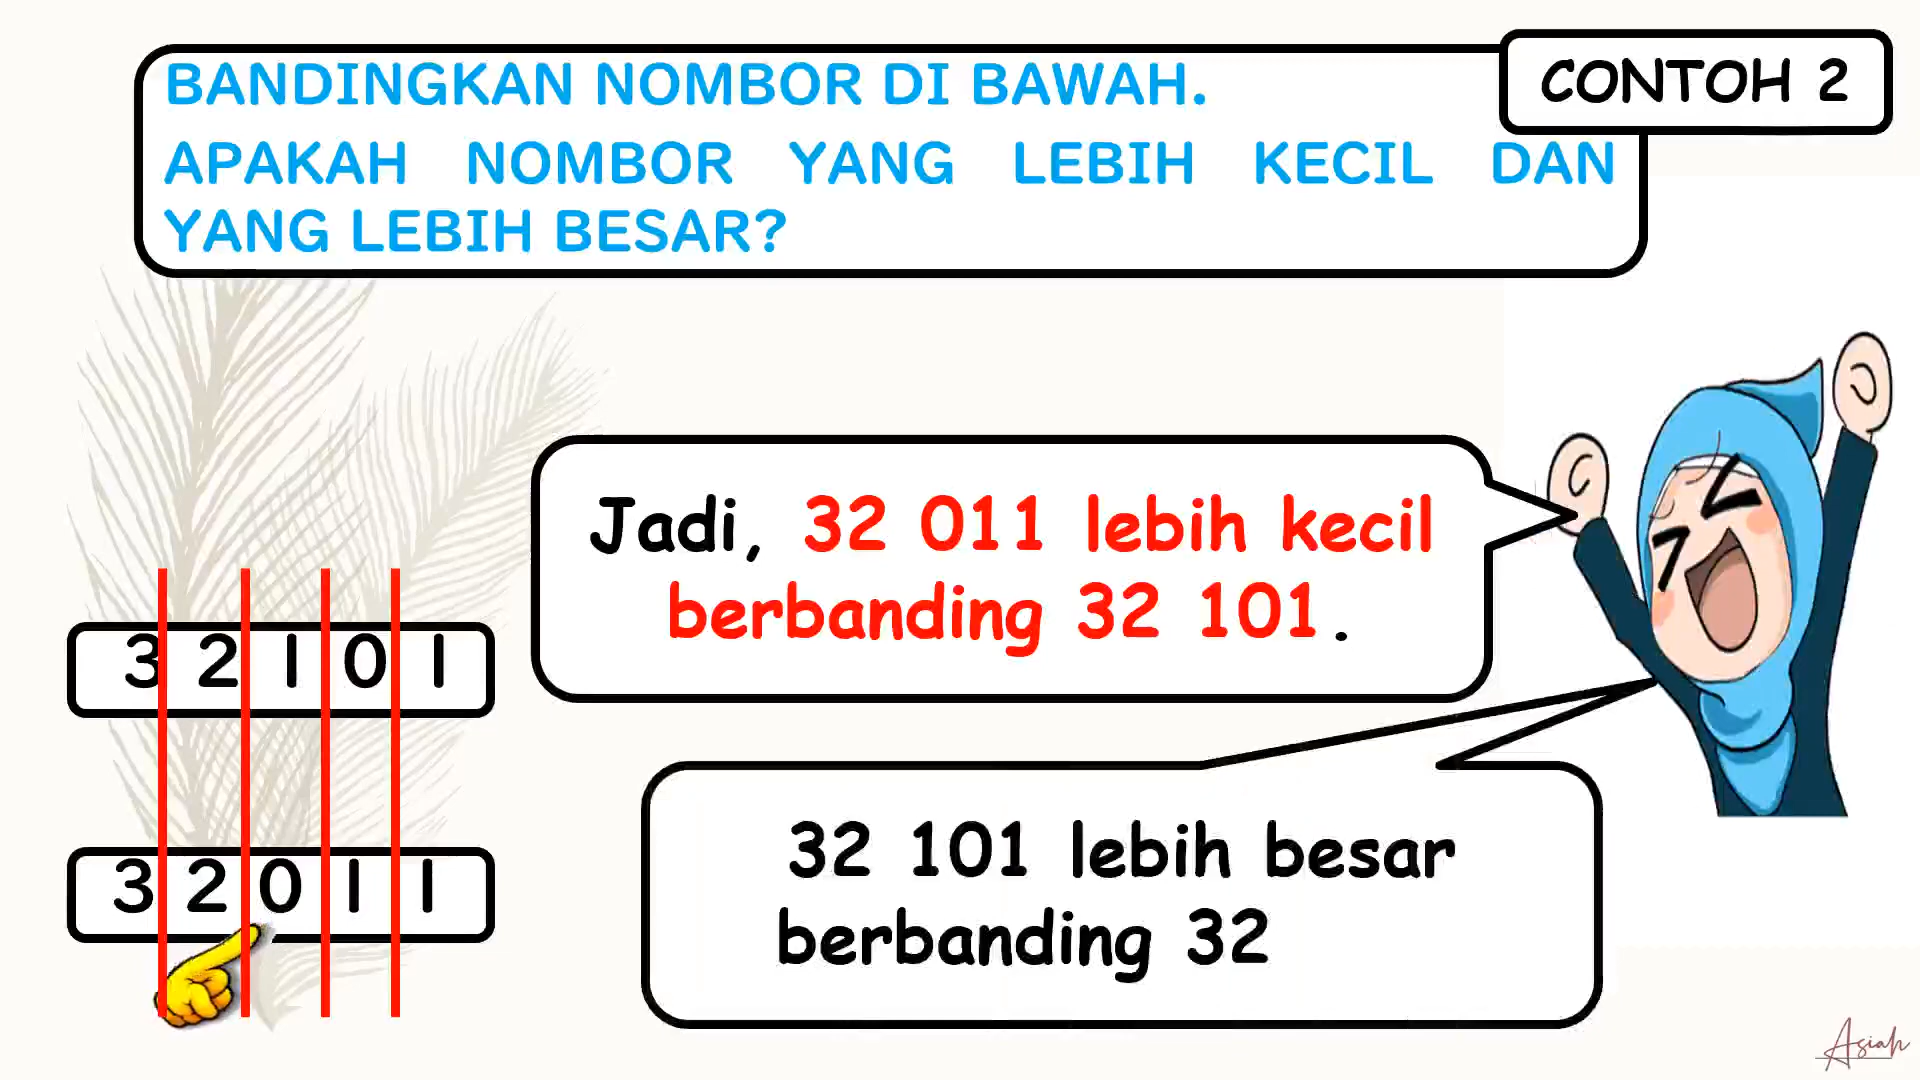 CONTOH 2
BANDINGKAN NOMBOR DI BAWAH.
APAKAH NOMBOR YANG LEBIH KECIL DAN
YANG LEBIH BESAR?
Jadi, 32 011 lebih kecil
berbanding 32 101.
3 2 1 0 1
3 2 0 1 1
32 101 lebih besar
berbanding 32
Asiah